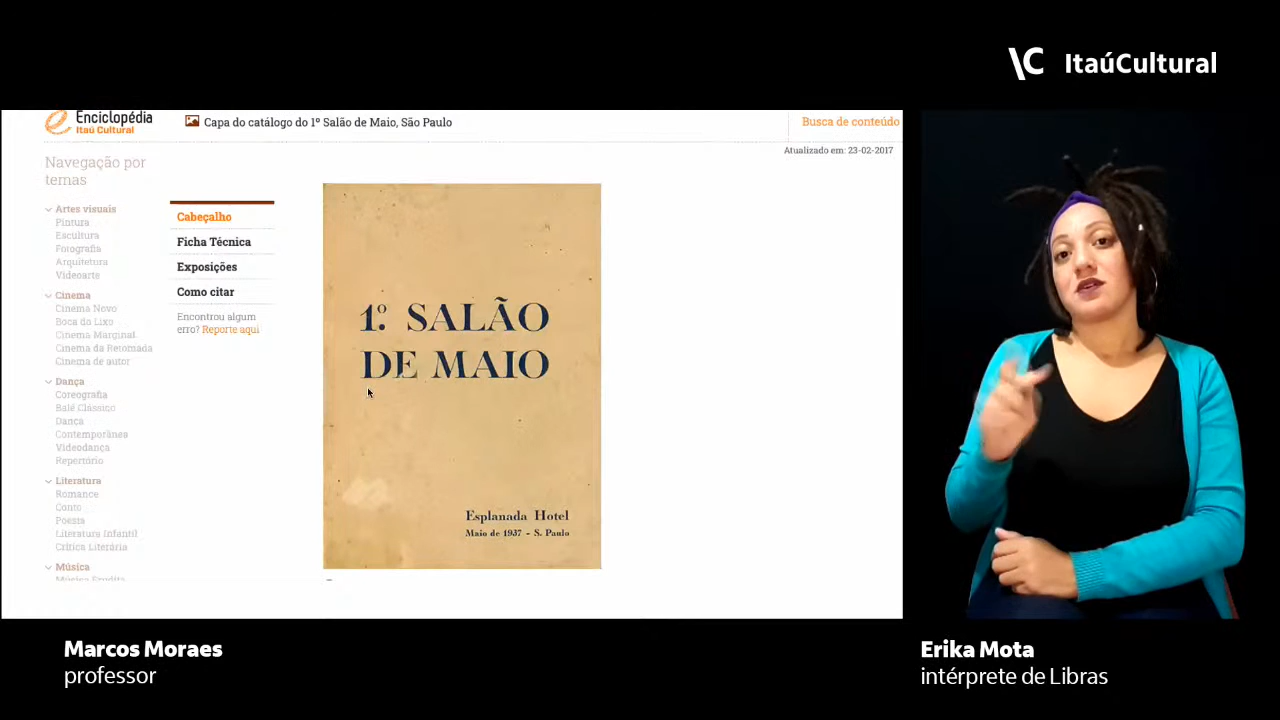 \C ItaúCultural
Enciclopédia
Itaú Cultural
Capa do catálogo do 1º Salão de Maio, São Paulo
Busca de conteúdo
Atualizado em: 23-02-2017
Navegação por
temas
Artes visuais
Pintura
Escultura
Fotografia
Arquitetura
Videoarte
Cinema
Cinema Novo
Boca do Lixo
Cinema Marginal
Cinema da Retomada
Cinema de autor
Dança
Coreografia
Balé Clássico
Dança
Contemporânea
Videodança
Repertório
Literatura
Romance
Conto
Poesia
Literatura Infantil
Crítica Literária
Música
Música Erudita
Cabeçalho
Ficha Técnica
Exposições
Como citar
Encontrou algum
erro? Reporte aqui
1º SALÃO
DE MAIO
Esplanada Hotel
Maio de 1937 - S. Paulo
Marcos Moraes
professor
Erika Mota
intérprete de Libras